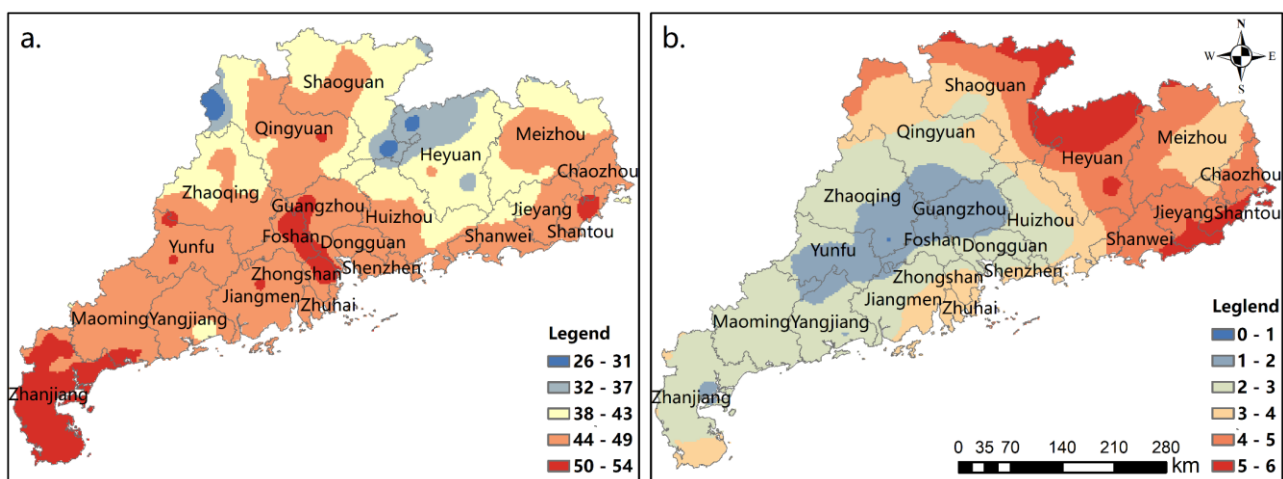 a.
Shaoguan
Qingyuan
Meizhou
Heyuan
Chaozhou
Zhaoqing
Guangzhou
Huizhou
Jieyang
Foshan
Shantou
Yunfu
Dongguan
Shanwei
Zhongshan
Shenzhen
Jiangmen
Zhuhai
Maoming
Yangjiang
Zhanjiang
Legend
26 - 31
32 - 37
38 - 43
44 - 49
50 - 54
b.
N
W
E
S
Shaoguan
Qingyuan
Meizhou
Heyuan
Chaozhou
Zhaoqing
Guangzhou
Huizhou
Jieyang
Shantou
Foshan
Yunfu
Dongguan
Shanwei
Zhongshan
Shenzhen
Jiangmen
Zhuhai
Maoming
Yangjiang
Zhanjiang
Leglend
0 - 1
1 - 2
2 - 3
3 - 4
4 - 5
5 - 6
0 35 70 140 210 280
km